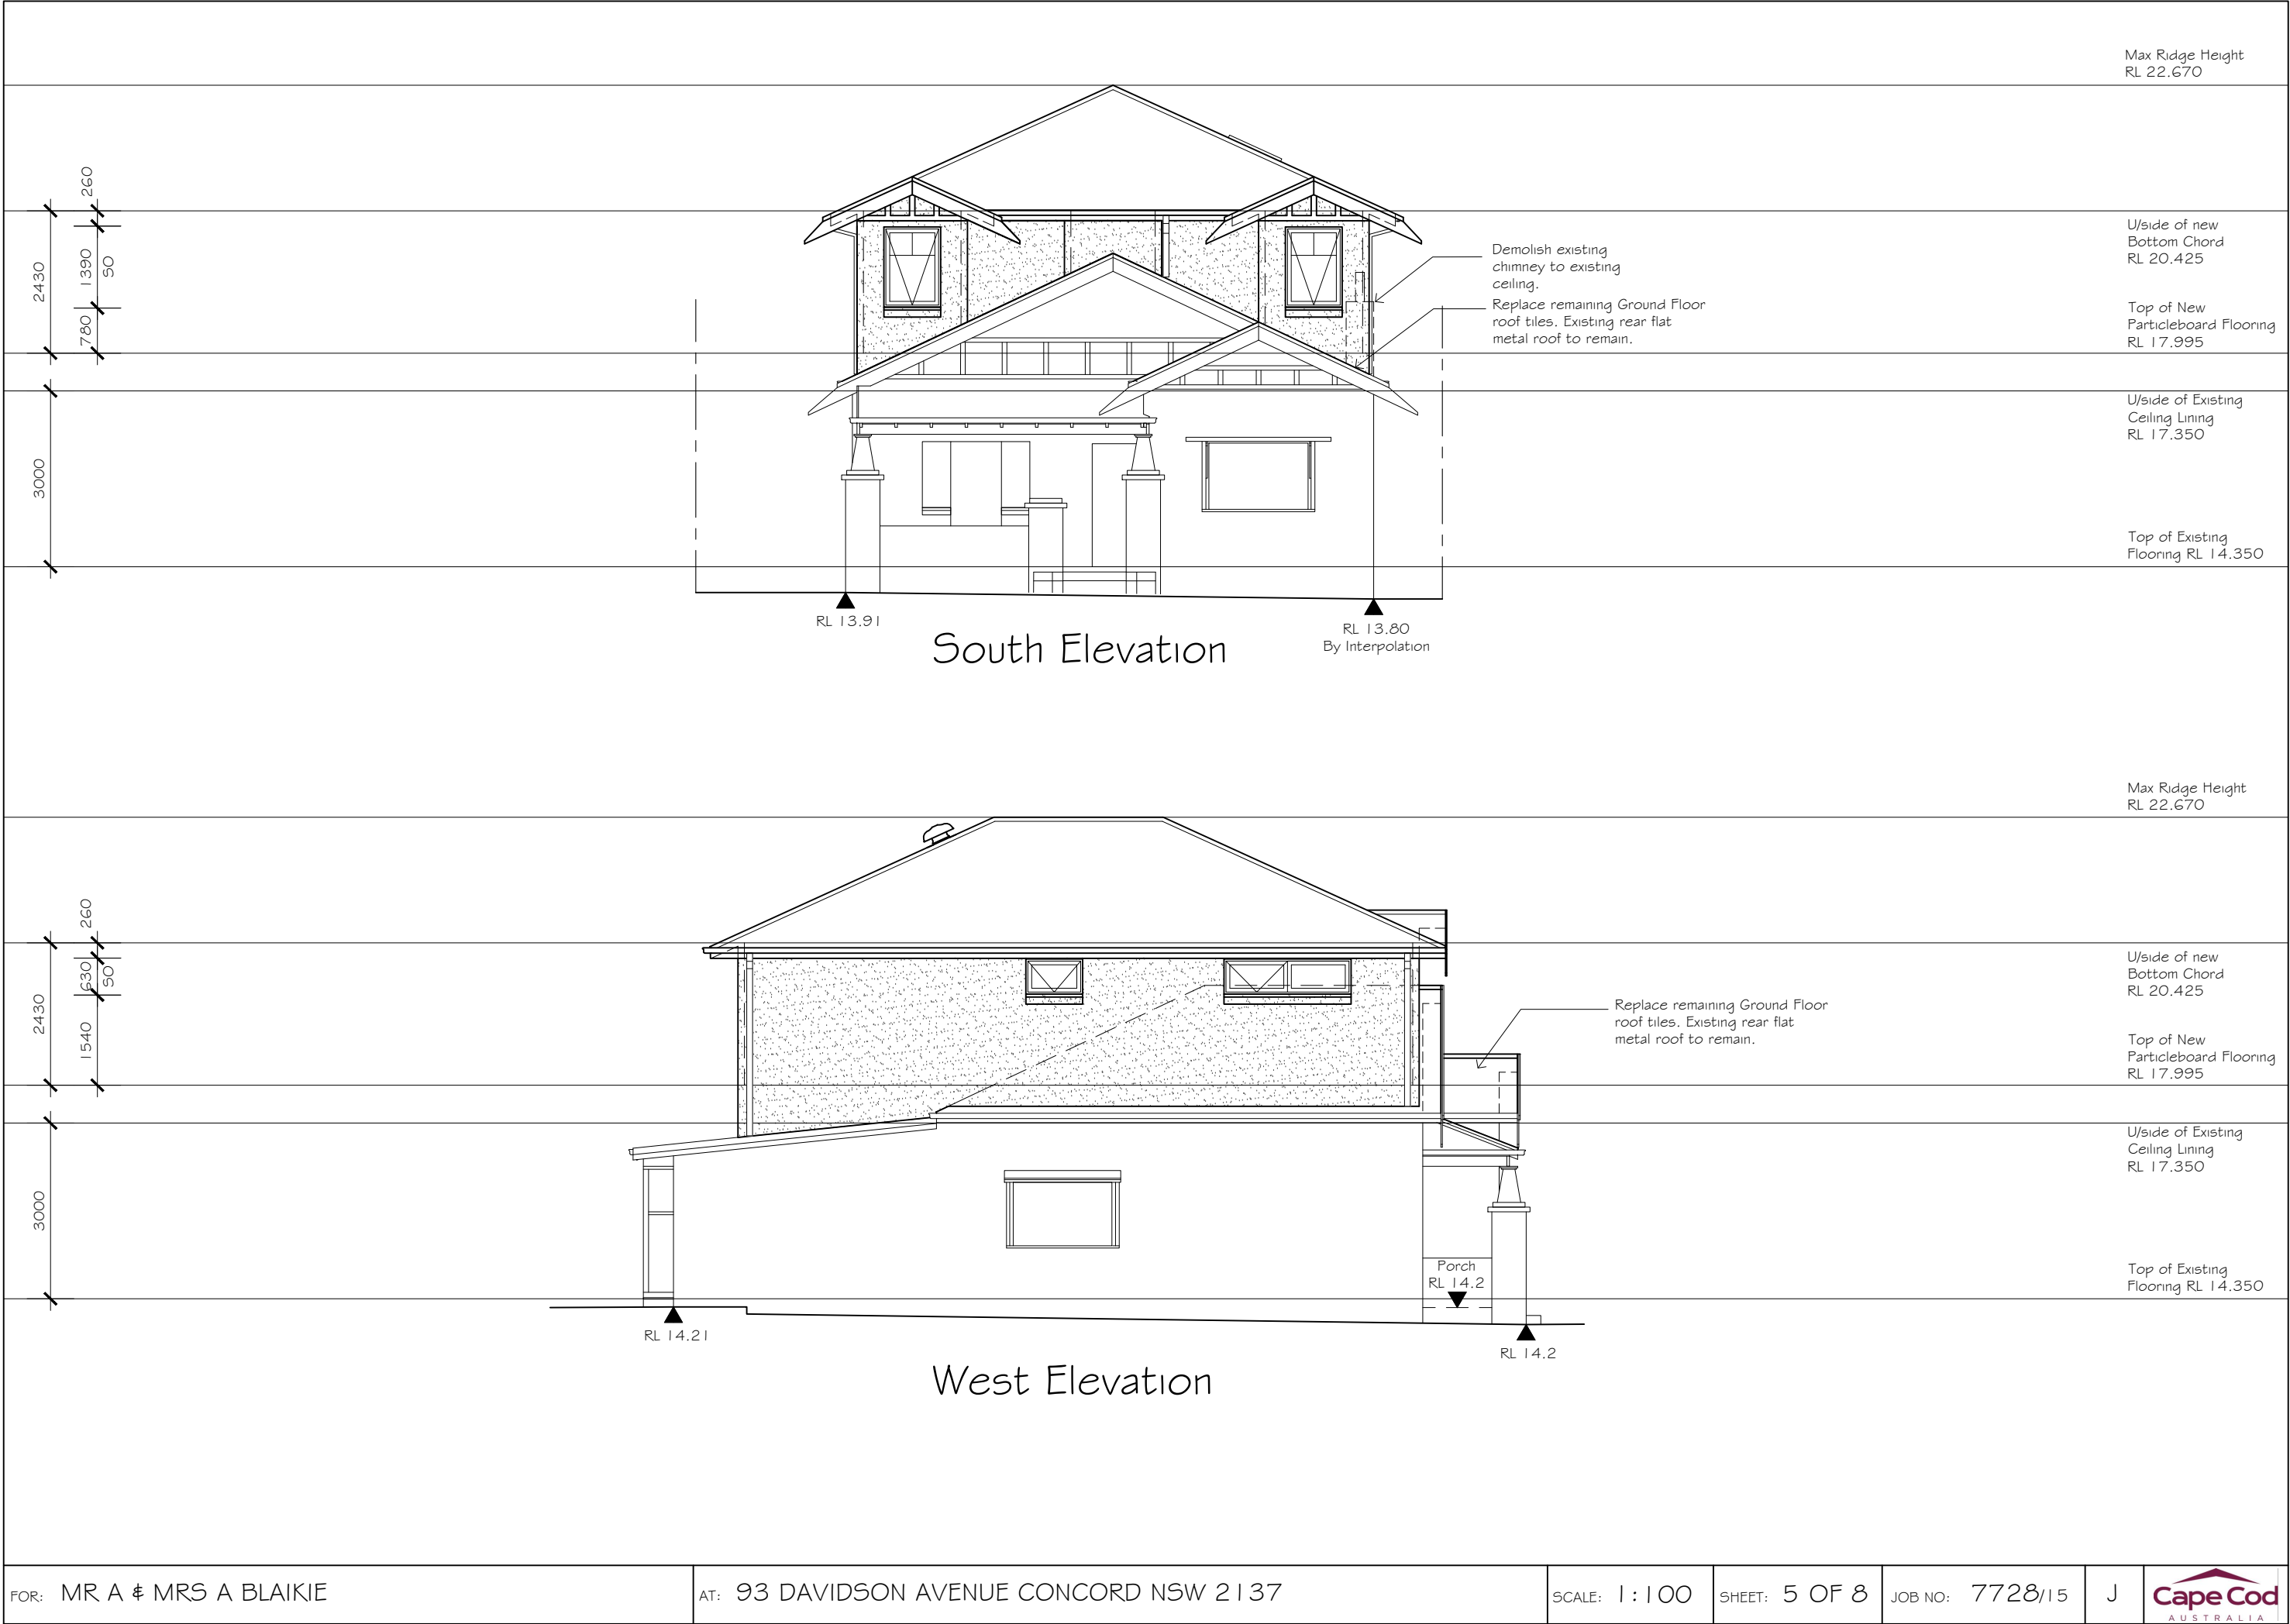 Max Ridge Height
RL 22.670
260
2430
1390
50
780
U/side of new
Bottom Chord
RL 20.425
Demolish existing
chimney to existing
ceiling.
Replace remaining Ground Floor
roof tiles. Existing rear flat
metal roof to remain.
Top of New
Particleboard Flooring
RL 17.995
U/side of Existing
Ceiling Lining
RL 17.350
3000
Top of Existing
Flooring RL 14.350
RL 13.91
RL 13.80
By Interpolation
South Elevation
Max Ridge Height
RL 22.670
260
2430
630
50
1540
U/side of new
Bottom Chord
RL 20.425
Replace remaining Ground Floor
roof tiles. Existing rear flat
metal roof to remain.
Top of New
Particleboard Flooring
RL 17.995
U/side of Existing
Ceiling Lining
RL 17.350
3000
Porch
RL 14.2
Top of Existing
Flooring RL 14.350
RL 14.21
RL 14.2
West Elevation
FOR: MR A & MRS A BLAIKIE
AT: 93 DAVIDSON AVENUE CONCORD NSW 2137
SCALE: 1:100
SHEET: 5 OF 8
JOB NO: 7728/15
J
Cape Cod
AUSTRALIA